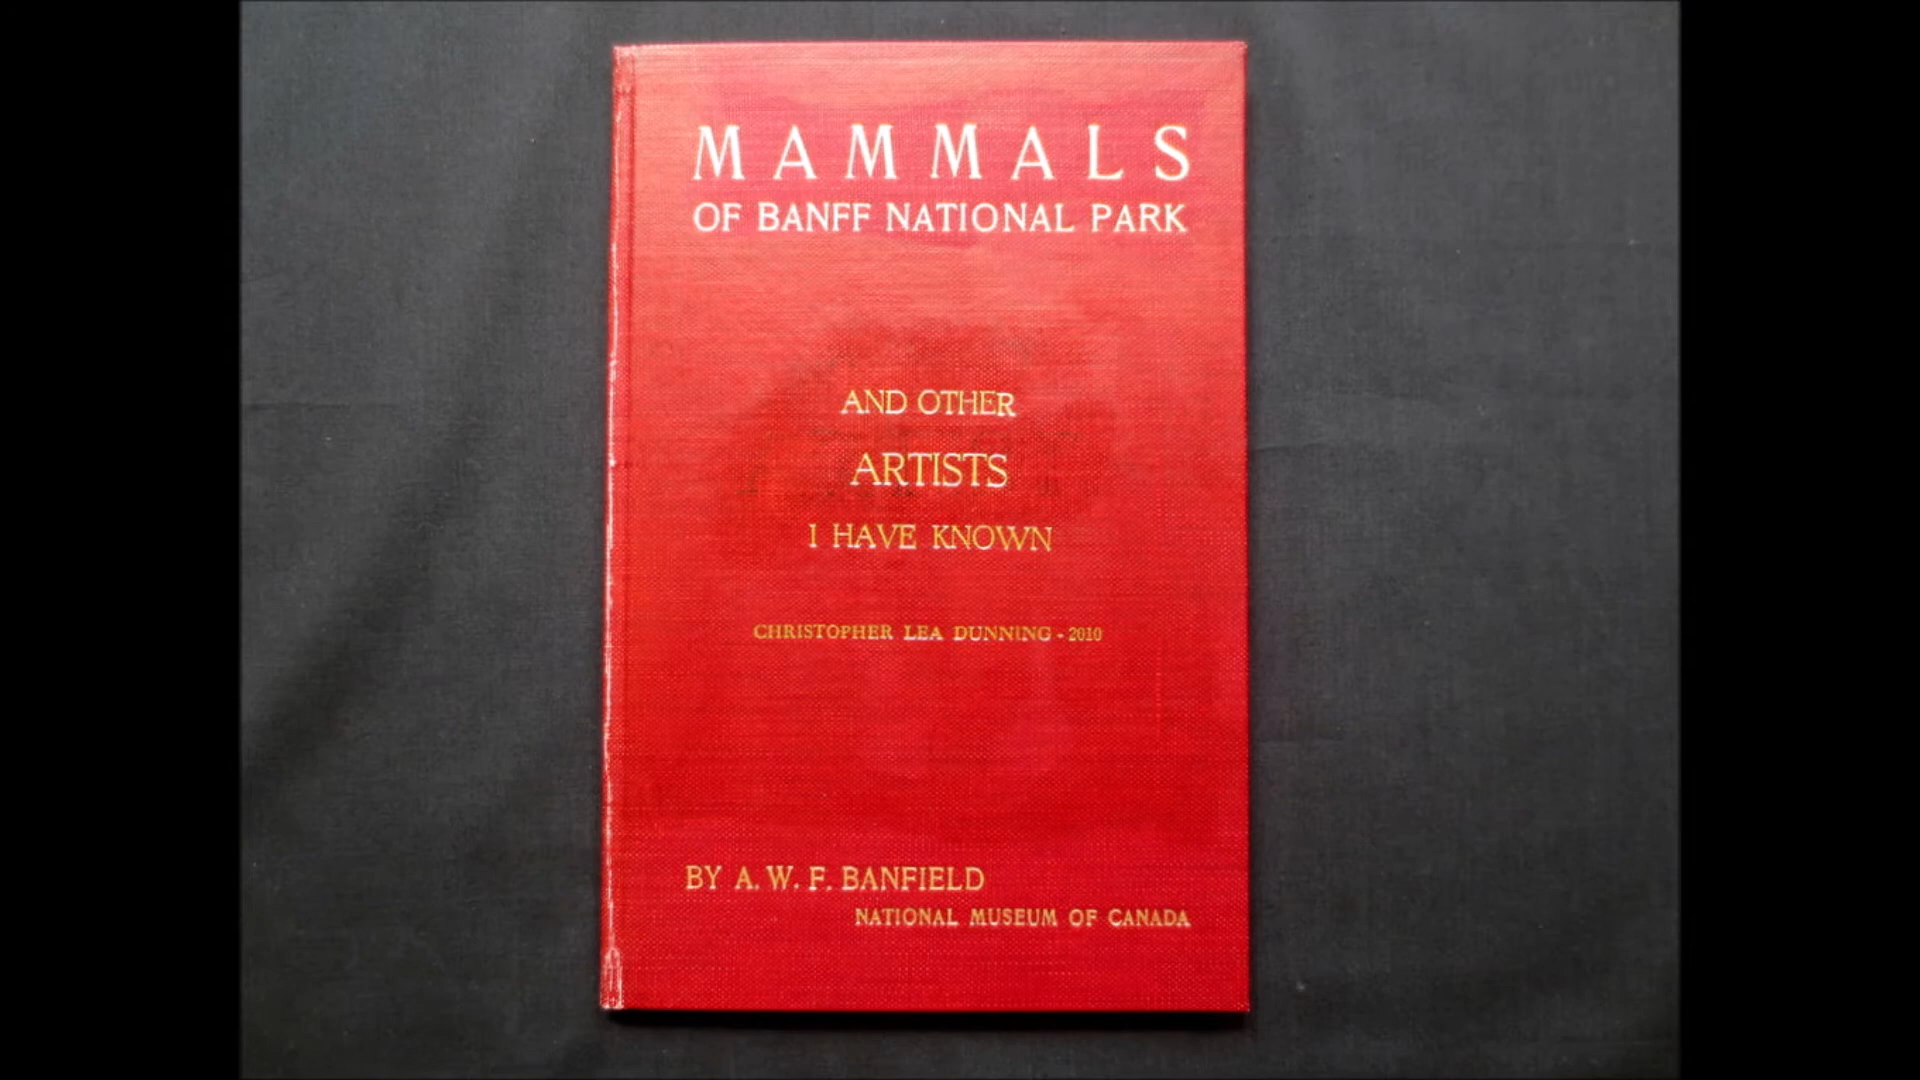 MAMMALS
OF BANFF NATIONAL PARK
AND OTHER
ARTISTS
I HAVE KNOWN
CHRISTOPHER LEA DUNNING - 2010
BY A. W. F. BANFIELD
NATIONAL MUSEUM OF CANADA